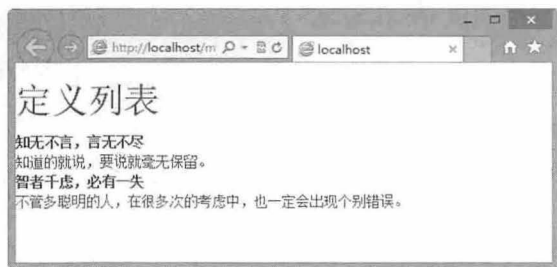 http://localhost/m
localhost
定义列表
知无不言，言无不尽
知道的就说，要说就毫无保留。
智者千虑，必有一失
不管多聪明的人，在很多次的考虑中，也一定会出现个别错误。